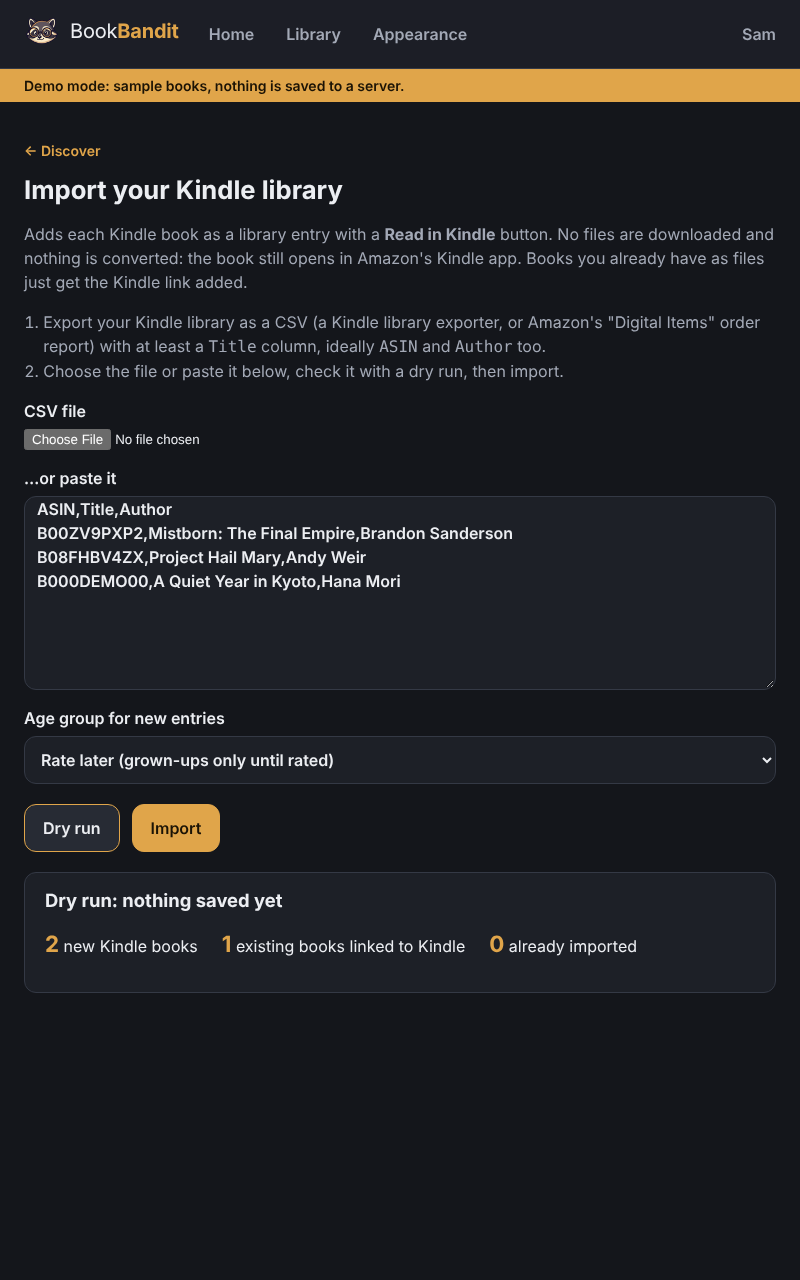 BookBandit Home Library Appearance Sam
Demo mode: sample books, nothing is saved to a server.
← Discover
Import your Kindle library
Adds each Kindle book as a library entry with a Read in Kindle button. No files are downloaded and
nothing is converted: the book still opens in Amazon's Kindle app. Books you already have as files
just get the Kindle link added.
1. Export your Kindle library as a CSV (a Kindle library exporter, or Amazon's "Digital Items" order
report) with at least a Title column, ideally ASIN and Author too.
2. Choose the file or paste it below, check it with a dry run, then import.
CSV file
Choose File No file chosen
…or paste it
ASIN,Title,Author
B00ZV9PXP2,Mistborn: The Final Empire,Brandon Sanderson
B08FHBV4ZX,Project Hail Mary,Andy Weir
B000DEMO00,A Quiet Year in Kyoto,Hana Mori
Age group for new entries
Rate later (grown-ups only until rated)
Dry run Import
Dry run: nothing saved yet
2 new Kindle books 1 existing books linked to Kindle 0 already imported